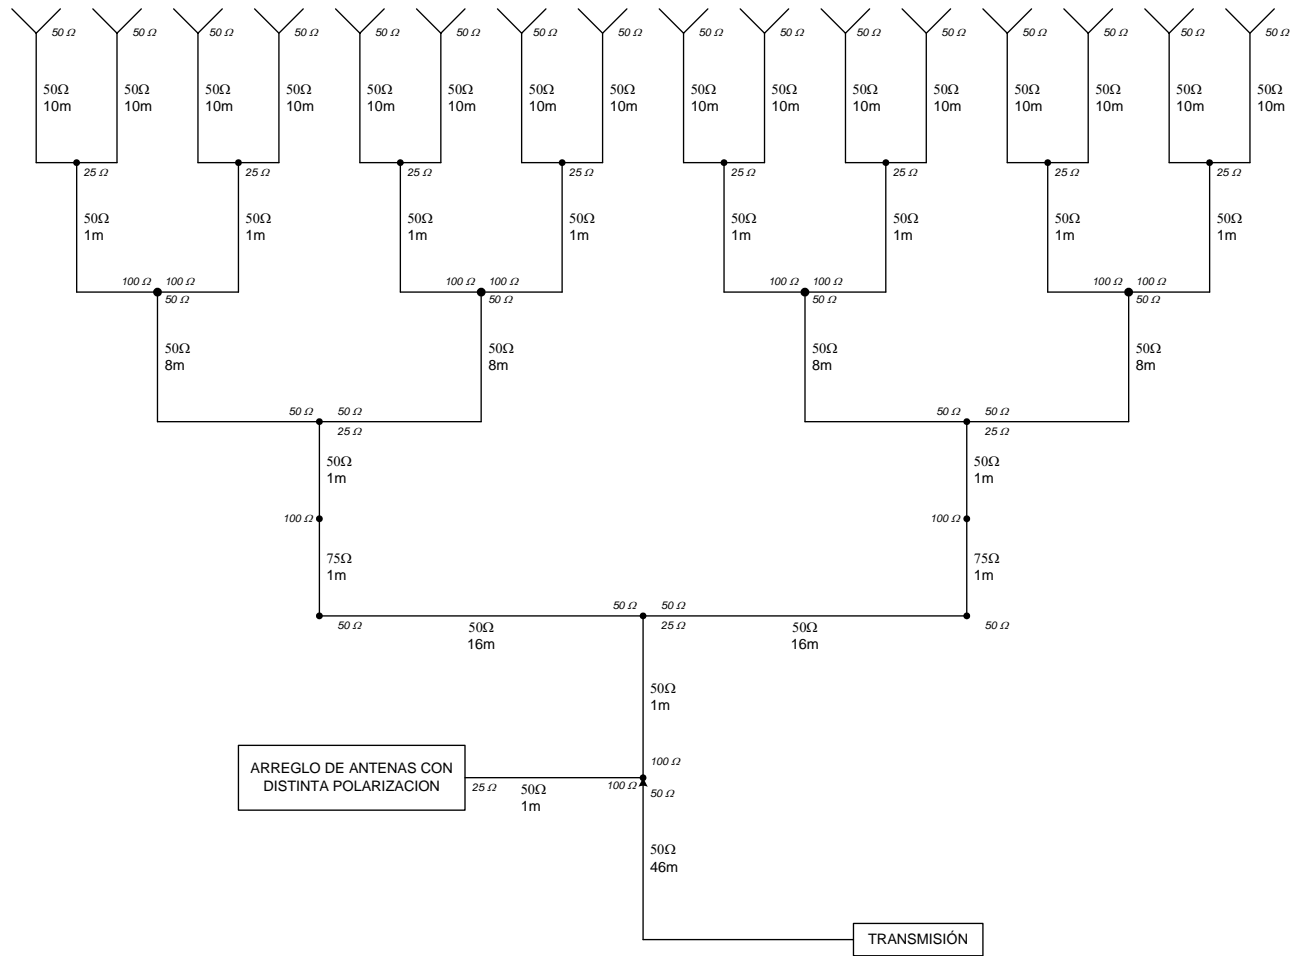 50 Ω 50 Ω 50 Ω 50 Ω 50 Ω 50 Ω 50 Ω 50 Ω 50 Ω 50 Ω 50 Ω 50 Ω 50 Ω 50 Ω 50 Ω 50 Ω
50Ω 50Ω 50Ω 50Ω 50Ω 50Ω 50Ω 50Ω 50Ω 50Ω 50Ω 50Ω 50Ω 50Ω 50Ω 50Ω
10m 10m 10m 10m 10m 10m 10m 10m 10m 10m 10m 10m 10m 10m 10m 10m
25 Ω 25 Ω 25 Ω 25 Ω 25 Ω 25 Ω 25 Ω 25 Ω
50Ω 50Ω 50Ω 50Ω 50Ω 50Ω 50Ω 50Ω
1m 1m 1m 1m 1m 1m 1m 1m
100 Ω 100 Ω 100 Ω 100 Ω 100 Ω 100 Ω 100 Ω 100 Ω
50 Ω 50 Ω 50 Ω 50 Ω
50Ω 50Ω 50Ω 50Ω
8m 8m 8m 8m
50 Ω 50 Ω 50 Ω 50 Ω
25 Ω 25 Ω
50Ω 50Ω
1m 1m
100 Ω 100 Ω
75Ω 75Ω
1m 1m
50 Ω 50 Ω
50 Ω 25 Ω 50 Ω
50Ω 50Ω
16m 16m
50Ω
1m
100 Ω
ARREGLO DE ANTENAS CON
DISTINTA POLARIZACION
25 Ω 100 Ω
50Ω 50 Ω
1m
50Ω
46m
TRANSMISIÓN